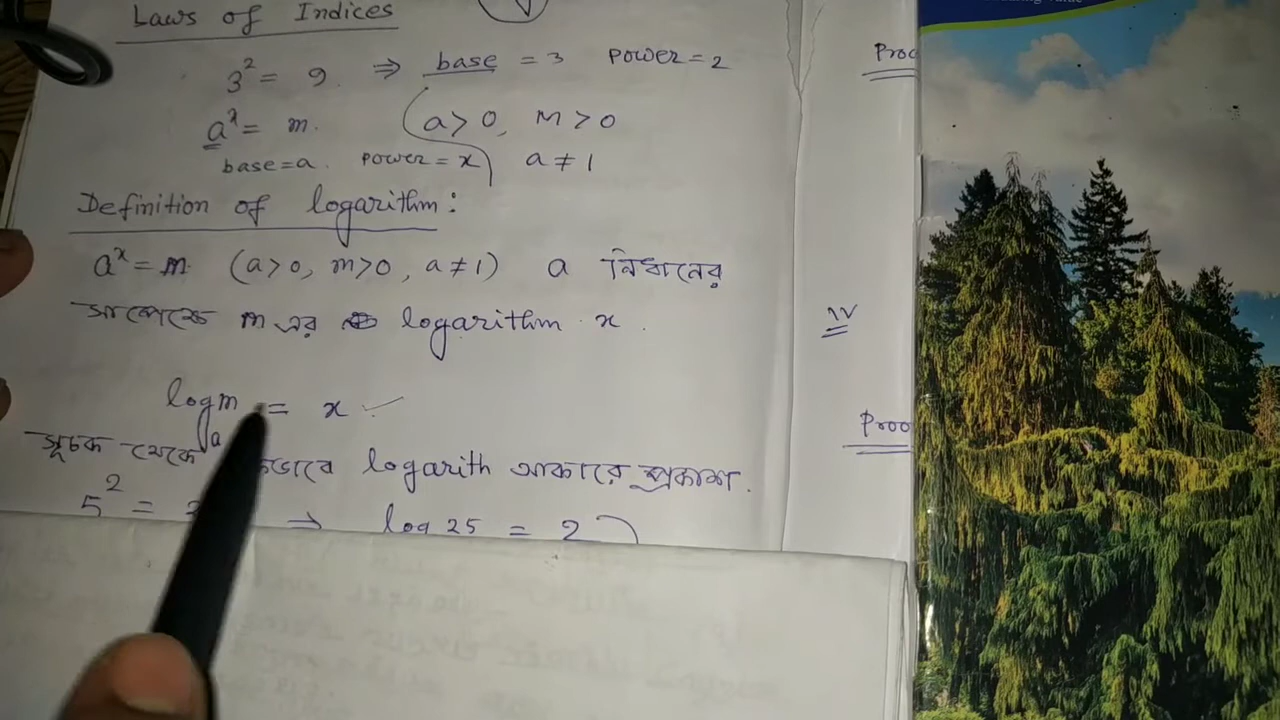 Laws of Indices
3² = 9 ⇒ base = 3 power = 2
aˣ = m. (a > 0, m > 0
base = a. power = x) a ≠ 1
Definition of logarithm:
aˣ = m (a > 0, m > 0, a ≠ 1) a নিধানের
সাপেক্ষে m এর logarithm x.
logₐm = x
সূচক থেকে ভাবে logarith আকারে প্রকাশ.
5² = ⇒ log 25 = 2
Proo
iv
Proo